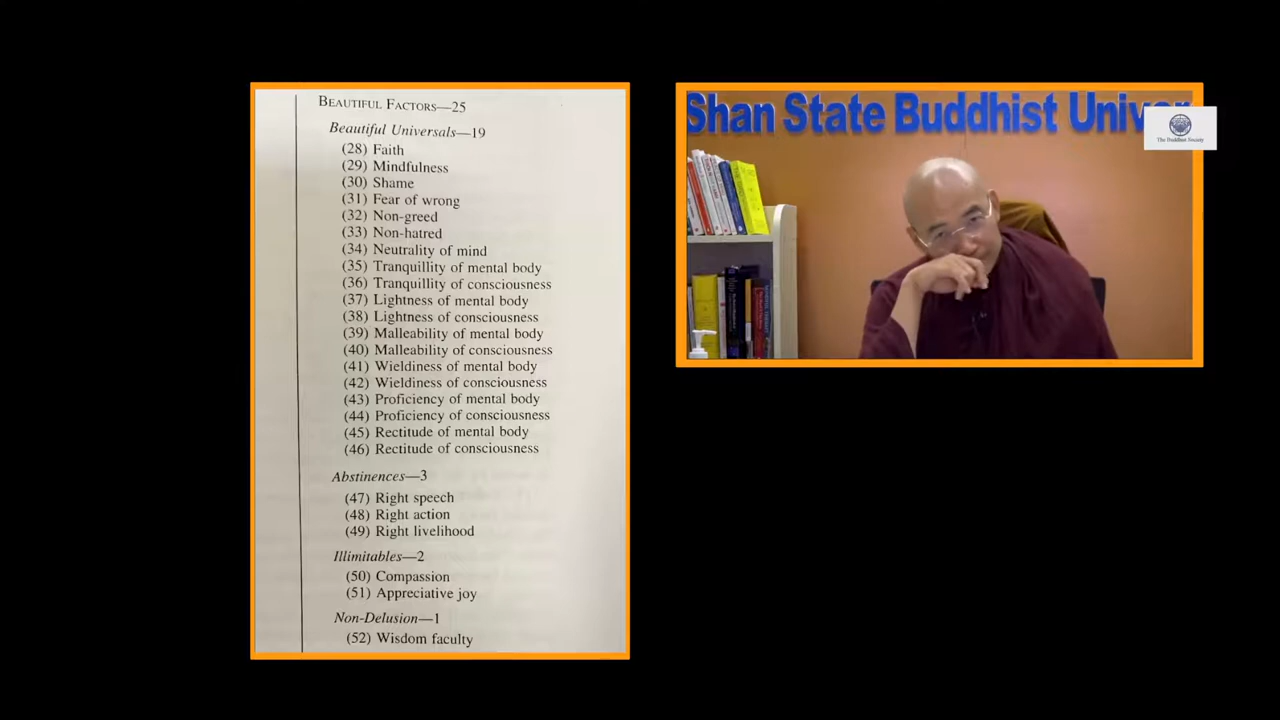 BEAUTIFUL FACTORS—25
Beautiful Universals—19
(28) Faith
(29) Mindfulness
(30) Shame
(31) Fear of wrong
(32) Non-greed
(33) Non-hatred
(34) Neutrality of mind
(35) Tranquillity of mental body
(36) Tranquillity of consciousness
(37) Lightness of mental body
(38) Lightness of consciousness
(39) Malleability of mental body
(40) Malleability of consciousness
(41) Wieldiness of mental body
(42) Wieldiness of consciousness
(43) Proficiency of mental body
(44) Proficiency of consciousness
(45) Rectitude of mental body
(46) Rectitude of consciousness
Abstinences—3
(47) Right speech
(48) Right action
(49) Right livelihood
Illimitables—2
(50) Compassion
(51) Appreciative joy
Non-Delusion—1
(52) Wisdom faculty
Shan State Buddhist Univer
The Buddhist Society